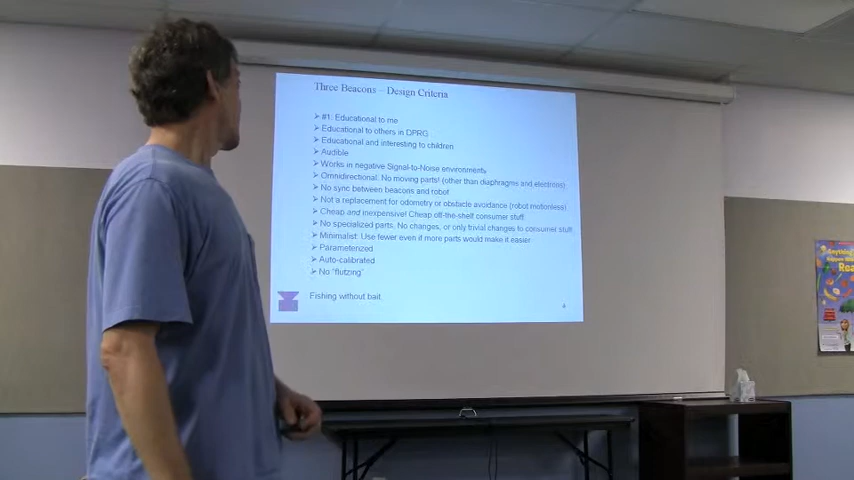 Three Beacons – Design Criteria
➢ #1: Educational to me
➢ Educational to others in DPRG
➢ Educational and interesting to children
➢ Audible
➢ Works in negative Signal-to-Noise environments
➢ Omnidirectional. No moving parts! (other than diaphragms and electrons)
➢ No sync between beacons and robot
➢ Not a replacement for odometry or obstacle avoidance (robot motionless)
➢ Cheap and inexpensive! Cheap off-the-shelf consumer stuff
➢ No specialized parts. No changes, or only trivial changes to consumer stuff
➢ Minimalist: Use fewer even if more parts would make it easier
➢ Parameterized
➢ Auto-calibrated
➢ No "flutzing"
Fishing without bait.
4